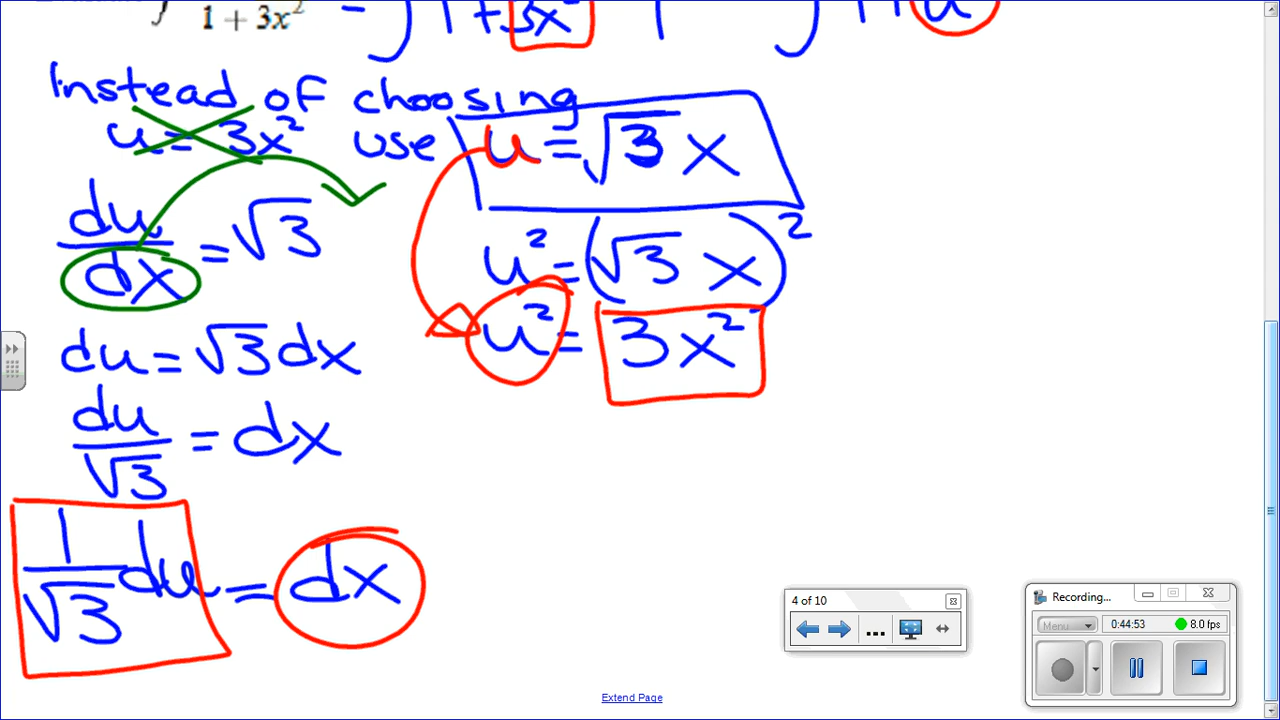 ∫ 1 + 3x² = ∫ 1 + 3x² ∫
Instead of choosing
u = 3x² use u = √3 x
du/dx = √3
u² = (√3 x)²
u² = 3x²
du = √3 dx
du/√3 = dx
1/√3 du = dx
4 of 10
...
Recording...
Menu 0:44:53 8.0 fps
Extend Page